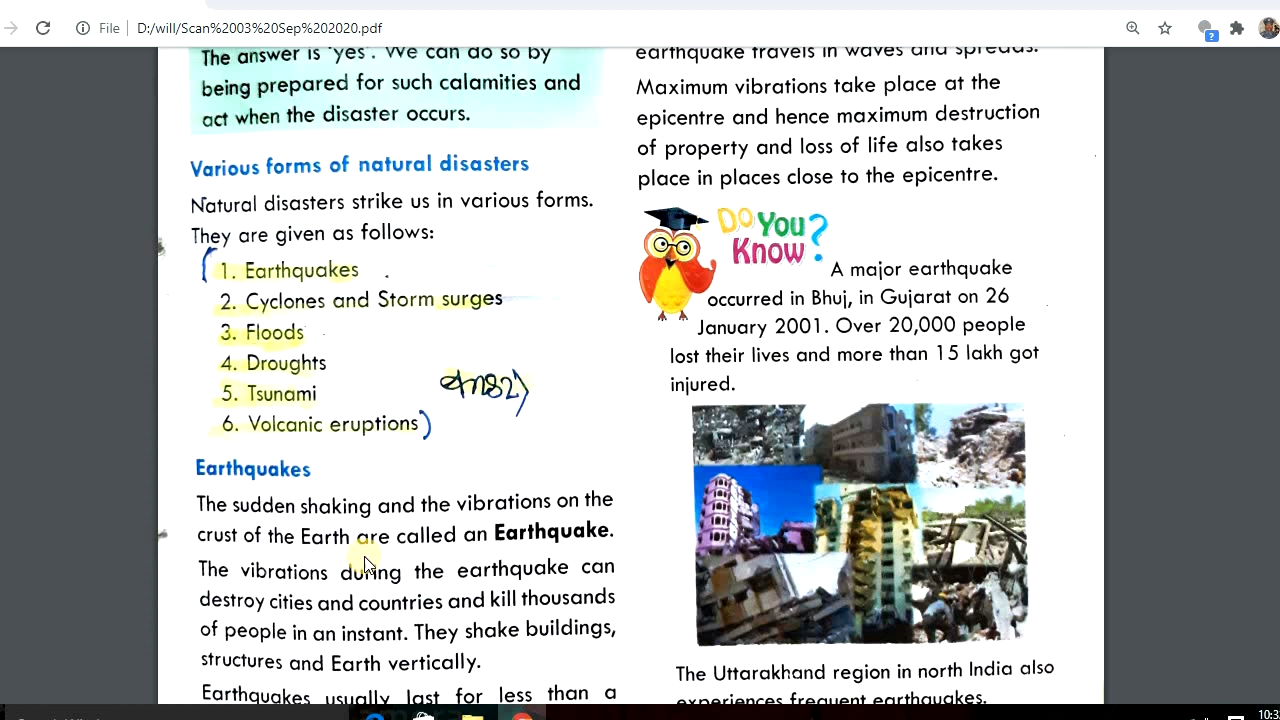 File
D:/will/Scan%2003%20Sep%202020.pdf
The answer is 'yes'. We can do so by
being prepared for such calamities and
act when the disaster occurs.
Various forms of natural disasters
Natural disasters strike us in various forms.
They are given as follows:
1. Earthquakes
2. Cyclones and Storm surges
3. Floods
4. Droughts
5. Tsunami
6. Volcanic eruptions
Ans2
Earthquakes
The sudden shaking and the vibrations on the
crust of the Earth are called an Earthquake.
The vibrations during the earthquake can
destroy cities and countries and kill thousands
of people in an instant. They shake buildings,
structures and Earth vertically.
Earthquakes usually last for less than a
earthquake travels in waves and spreads.
Maximum vibrations take place at the
epicentre and hence maximum destruction
of property and loss of life also takes
place in places close to the epicentre.
Do You
Know?
A major earthquake
occurred in Bhuj, in Gujarat on 26
January 2001. Over 20,000 people
lost their lives and more than 15 lakh got
injured.
The Uttarakhand region in north India also
experiences frequent earthquakes.
10:3